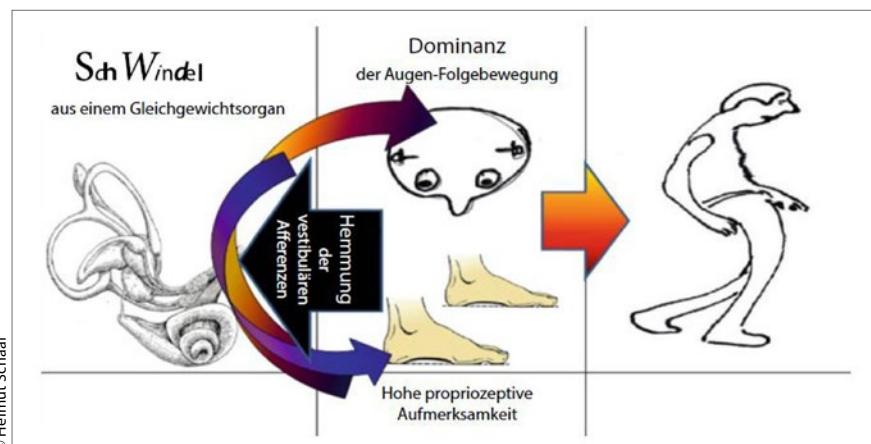 SchWindel
aus einem Gleichgewichtsorgan
Dominanz
der Augen-Folgebewegung
Hemmung
der
vestibulären
Afferenzen
Hohe propriozeptive
Aufmerksamkeit
© Helmut Schaaf